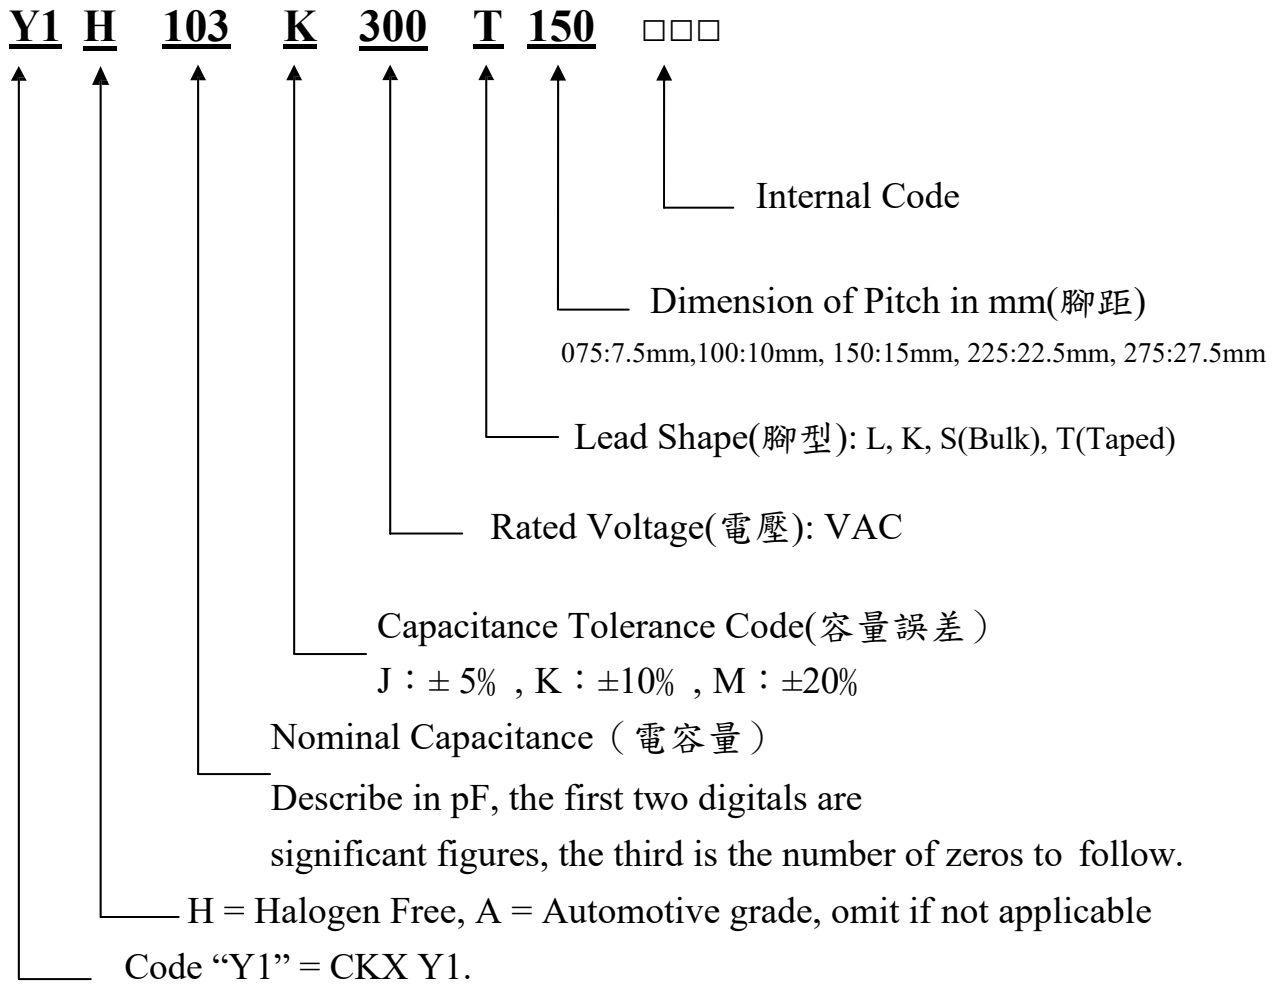 Y1 H 103 K 300 T 150 □□□
Internal Code
Dimension of Pitch in mm(腳距)
075:7.5mm,100:10mm, 150:15mm, 225:22.5mm, 275:27.5mm
Lead Shape(腳型): L, K, S(Bulk), T(Taped)
Rated Voltage(電壓): VAC
Capacitance Tolerance Code(容量誤差）
J：± 5% , K：±10% , M：±20%
Nominal Capacitance（電容量）
Describe in pF, the first two digitals are
significant figures, the third is the number of zeros to follow.
H = Halogen Free, A = Automotive grade, omit if not applicable
Code “Y1” = CKX Y1.